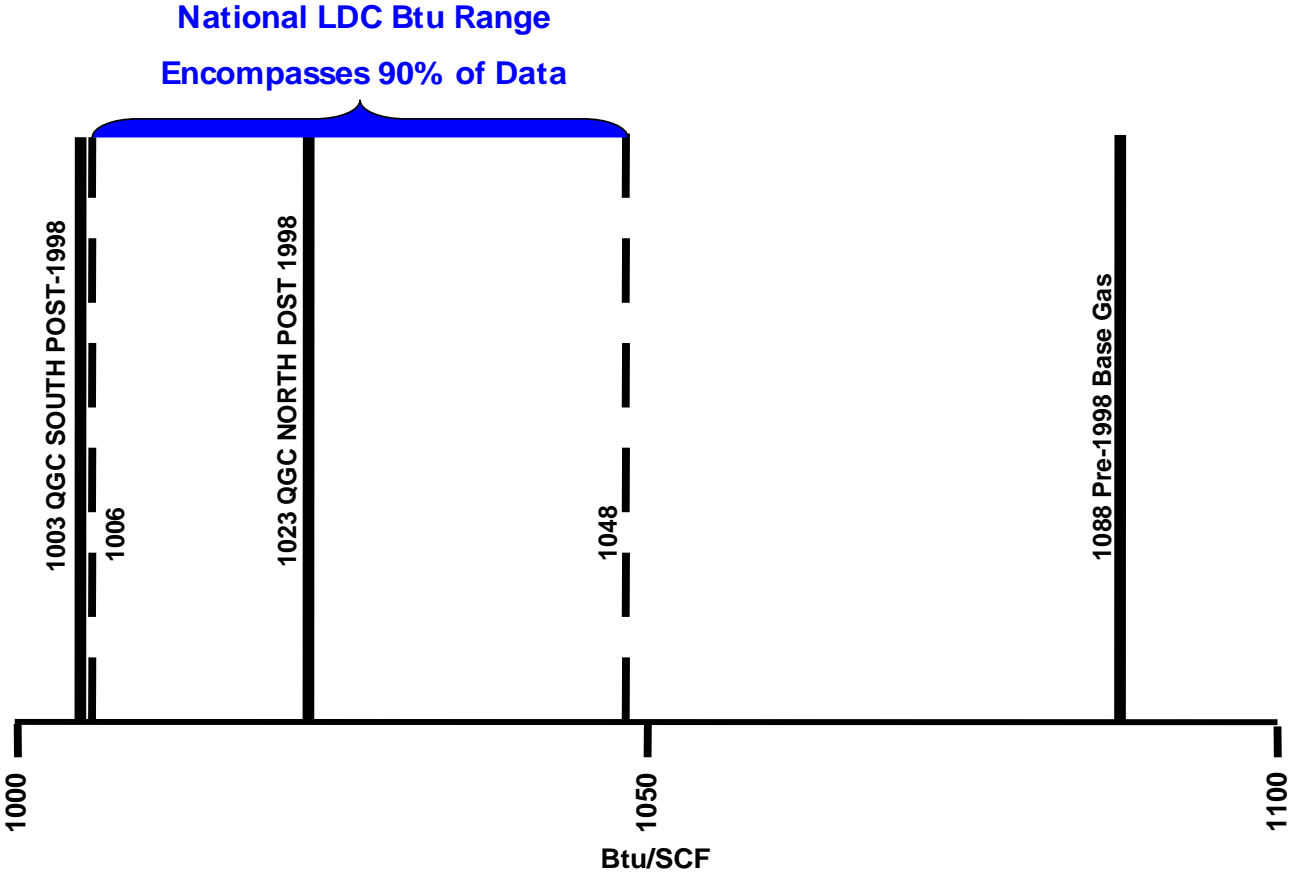 National LDC Btu Range
Encompasses 90% of Data
1003 QGC SOUTH POST-1998
1006
1023 QGC NORTH POST 1998
1048
1088 Pre-1998 Base Gas
1000
1050
1100
Btu/SCF